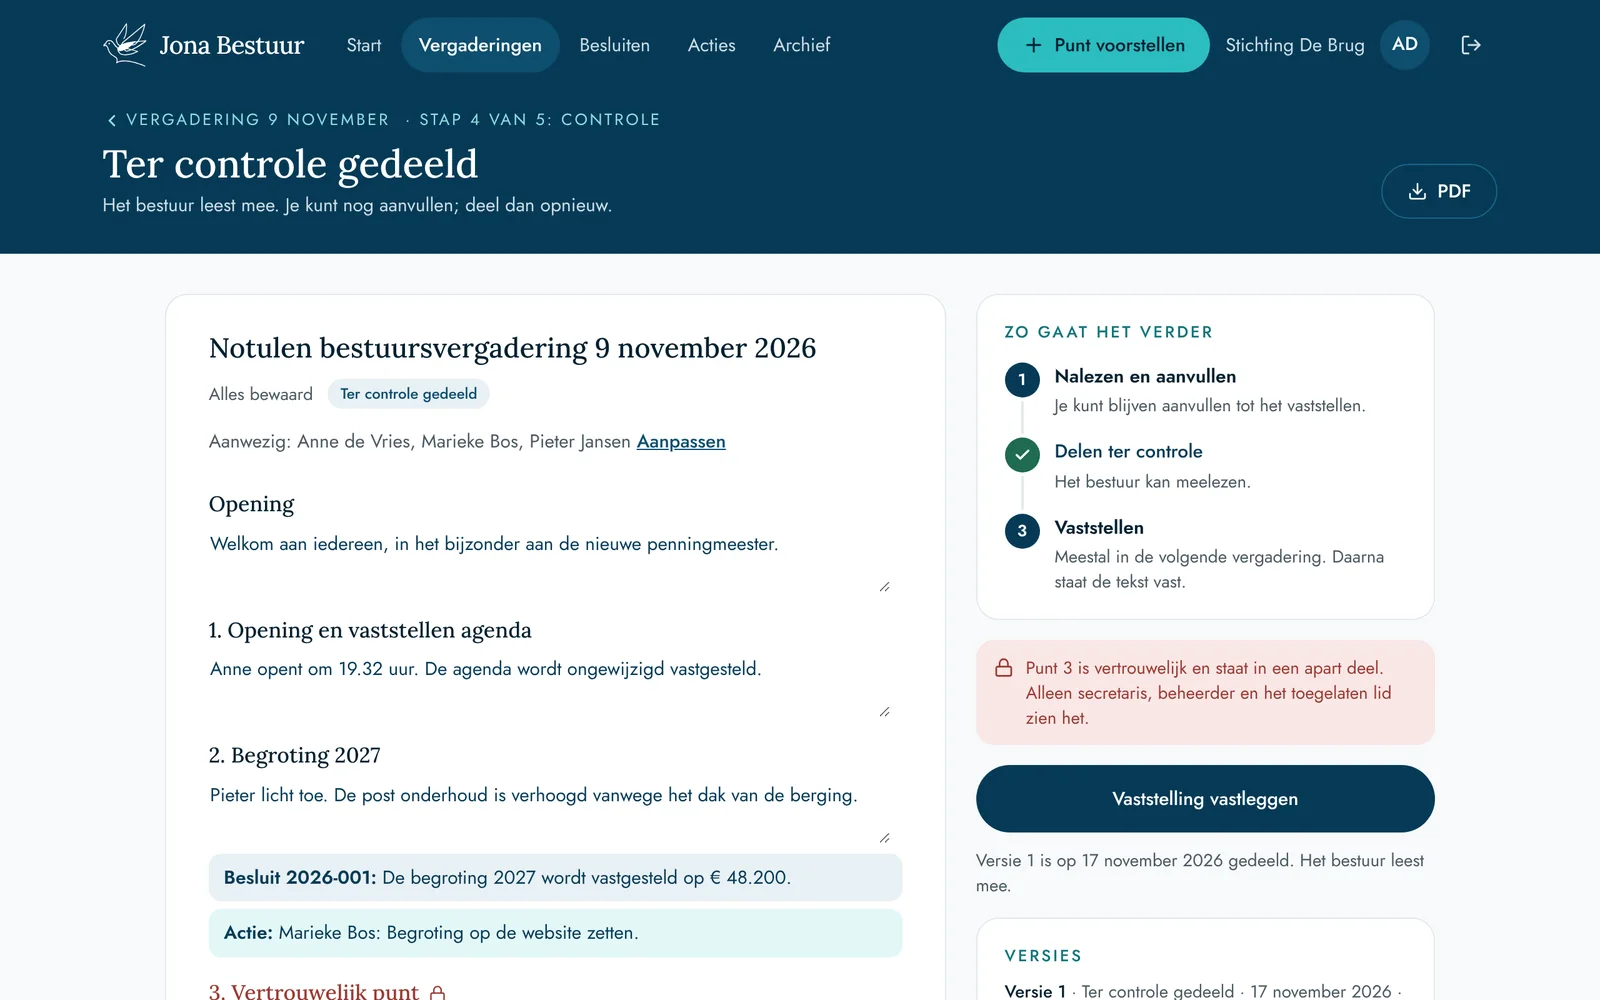 Jona Bestuur
Start
Vergaderingen
Besluiten
Acties
Archief
Punt voorstellen
Stichting De Brug
AD
VERGADERING 9 NOVEMBER · STAP 4 VAN 5: CONTROLE
Ter controle gedeeld
Het bestuur leest mee. Je kunt nog aanvullen; deel dan opnieuw.
PDF
Notulen bestuursvergadering 9 november 2026
Alles bewaard
Ter controle gedeeld
Aanwezig: Anne de Vries, Marieke Bos, Pieter Jansen Aanpassen
Opening
Welkom aan iedereen, in het bijzonder aan de nieuwe penningmeester.
1. Opening en vaststellen agenda
Anne opent om 19.32 uur. De agenda wordt ongewijzigd vastgesteld.
2. Begroting 2027
Pieter licht toe. De post onderhoud is verhoogd vanwege het dak van de berging.
Besluit 2026-001: De begroting 2027 wordt vastgesteld op € 48.200.
Actie: Marieke Bos: Begroting op de website zetten.
3. Vertrouwelijk punt
ZO GAAT HET VERDER
1
Nalezen en aanvullen
Je kunt blijven aanvullen tot het vaststellen.
Delen ter controle
Het bestuur kan meelezen.
3
Vaststellen
Meestal in de volgende vergadering. Daarna
staat de tekst vast.
Punt 3 is vertrouwelijk en staat in een apart deel.
Alleen secretaris, beheerder en het toegelaten lid
zien het.
Vaststelling vastleggen
Versie 1 is op 17 november 2026 gedeeld. Het bestuur leest
mee.
VERSIES
Versie 1 · Ter controle gedeeld · 17 november 2026 ·